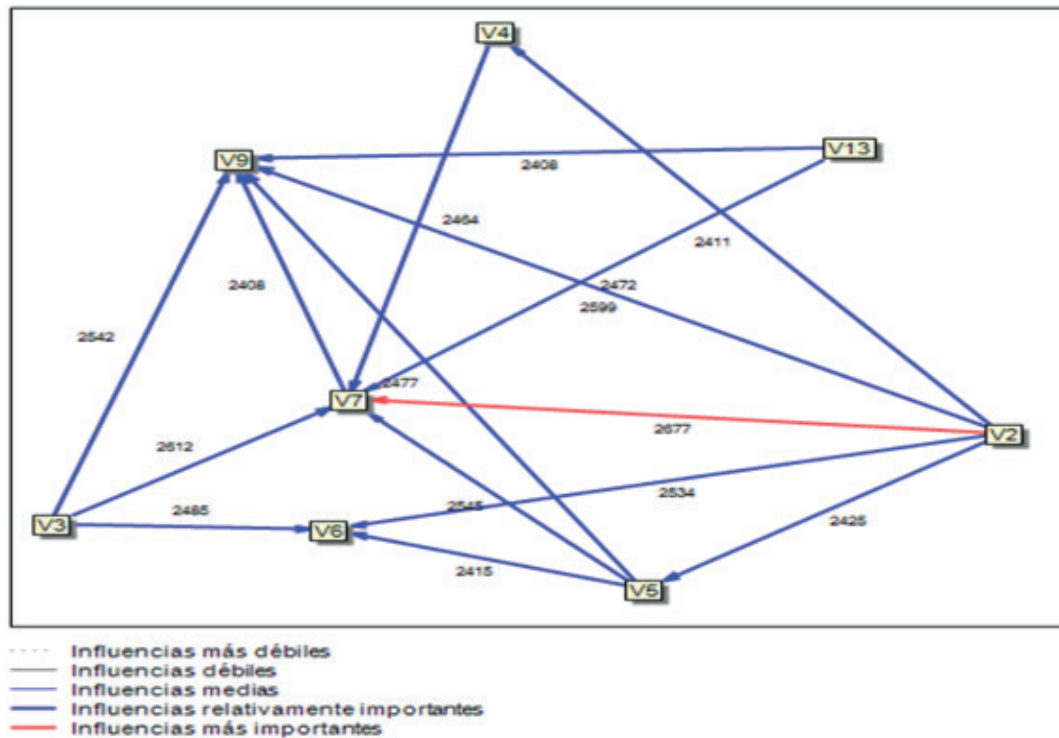 V4
V13
V9
2408
2464
2411
2408
2472
2599
2542
2477
V7
2677
V2
2612
2545
2534
2485
2425
V3
V6
2415
V5
Influencias más débiles
Influencias débiles
Influencias medias
Influencias relativamente importantes
Influencias más importantes